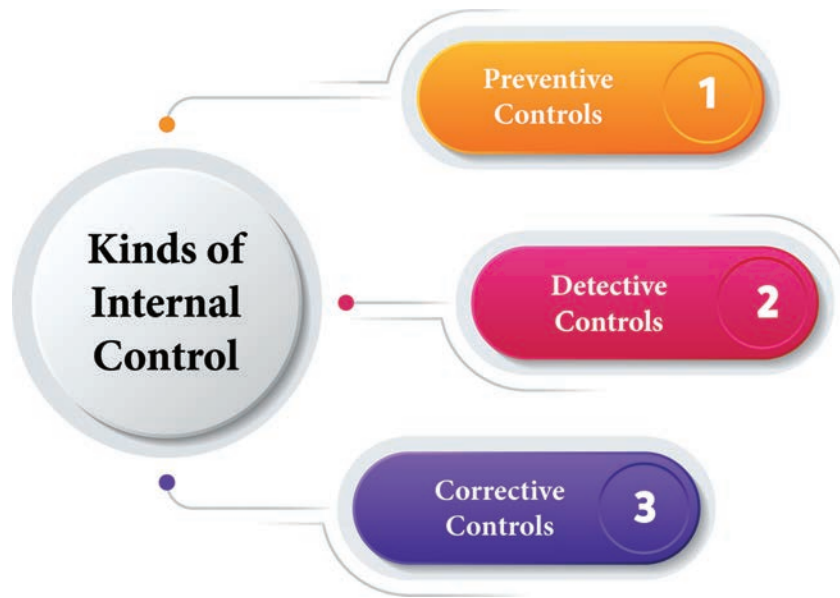 Kinds of
Internal
Control
Preventive
Controls
1
Detective
Controls
2
Corrective
Controls
3